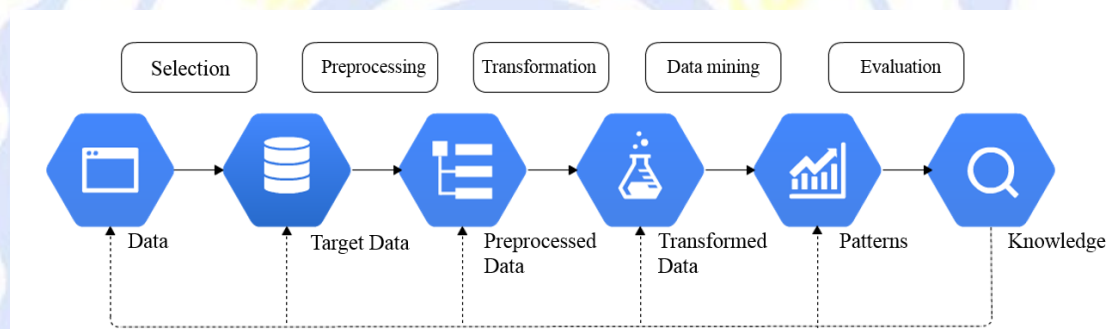 Selection
Preprocessing
Transformation
Data mining
Evaluation
Data
Target Data
Preprocessed
Data
Transformed
Data
Patterns
Knowledge